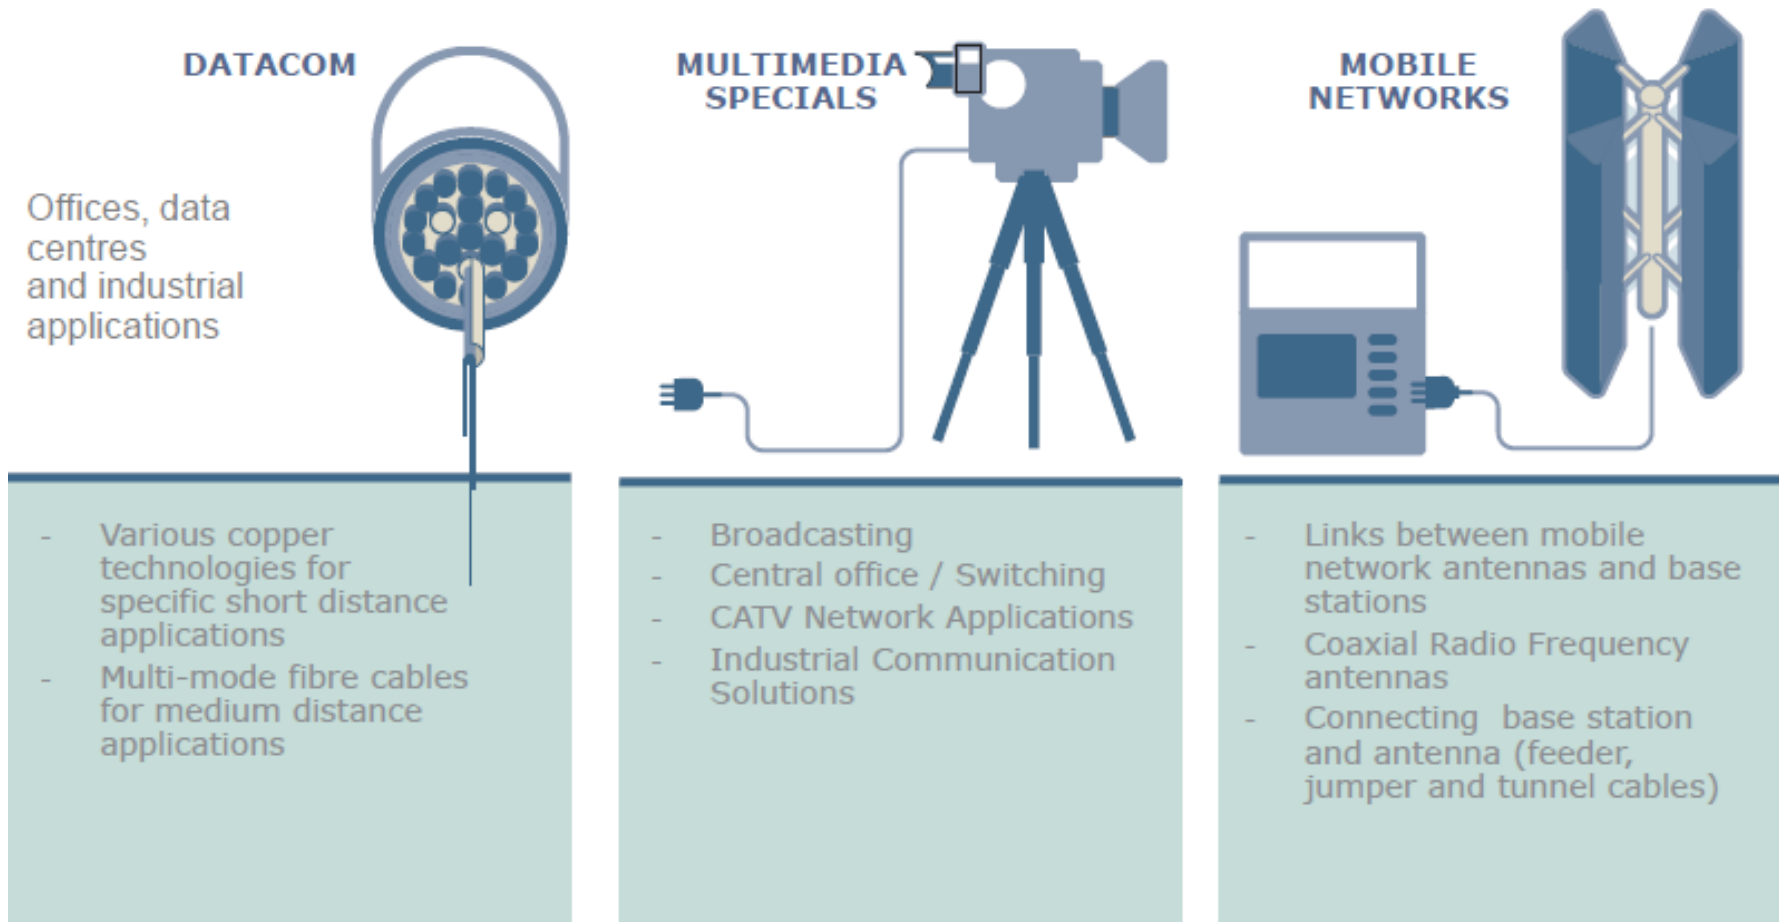 DATACOM
Offices, data
centres
and industrial
applications
- Various copper
technologies for
specific short distance
applications
- Multi-mode fibre cables
for medium distance
applications
MULTIMEDIA
SPECIALS
- Broadcasting
- Central office / Switching
- CATV Network Applications
- Industrial Communication
Solutions
MOBILE
NETWORKS
- Links between mobile
network antennas and base
stations
- Coaxial Radio Frequency
antennas
- Connecting  base station
and antenna (feeder,
jumper and tunnel cables)